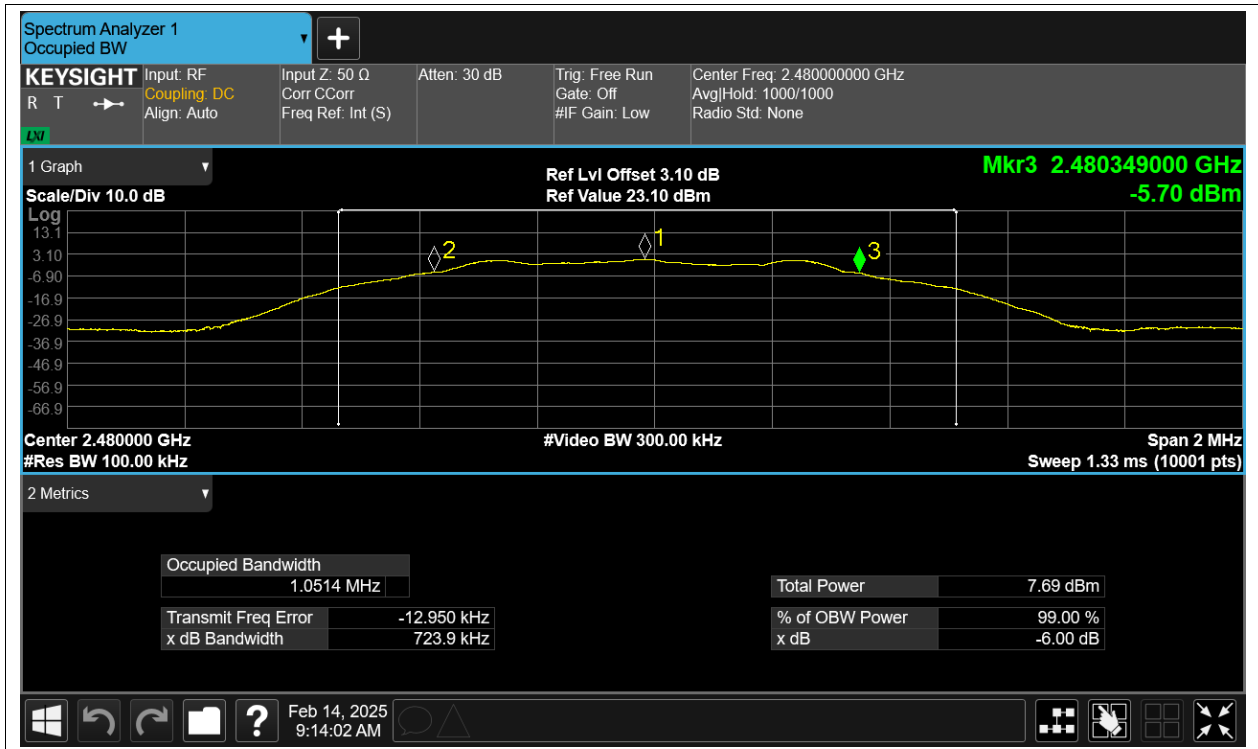 Spectrum Analyzer 1
Occupied BW
KEYSIGHT
R T
LXI
Input: RF
Coupling: DC
Align: Auto
Input Z: 50 Ω
Corr CCorr
Freq Ref: Int (S)
Atten: 30 dB
Trig: Free Run
Gate: Off
#IF Gain: Low
Center Freq: 2.480000000 GHz
Avg|Hold: 1000/1000
Radio Std: None
1 Graph
Scale/Div 10.0 dB
Ref Lvl Offset 3.10 dB
Ref Value 23.10 dBm
Mkr3 2.480349000 GHz
-5.70 dBm
Log
13.1
3.10
-6.90
-16.9
-26.9
-36.9
-46.9
-56.9
-66.9
2
1
3
Center 2.480000 GHz
#Video BW 300.00 kHz
Span 2 MHz
#Res BW 100.00 kHz
Sweep 1.33 ms (10001 pts)
2 Metrics
Occupied Bandwidth
1.0514 MHz
Transmit Freq Error -12.950 kHz
x dB Bandwidth 723.9 kHz
Total Power 7.69 dBm
% of OBW Power 99.00 %
x dB -6.00 dB
?
Feb 14, 2025
9:14:02 AM